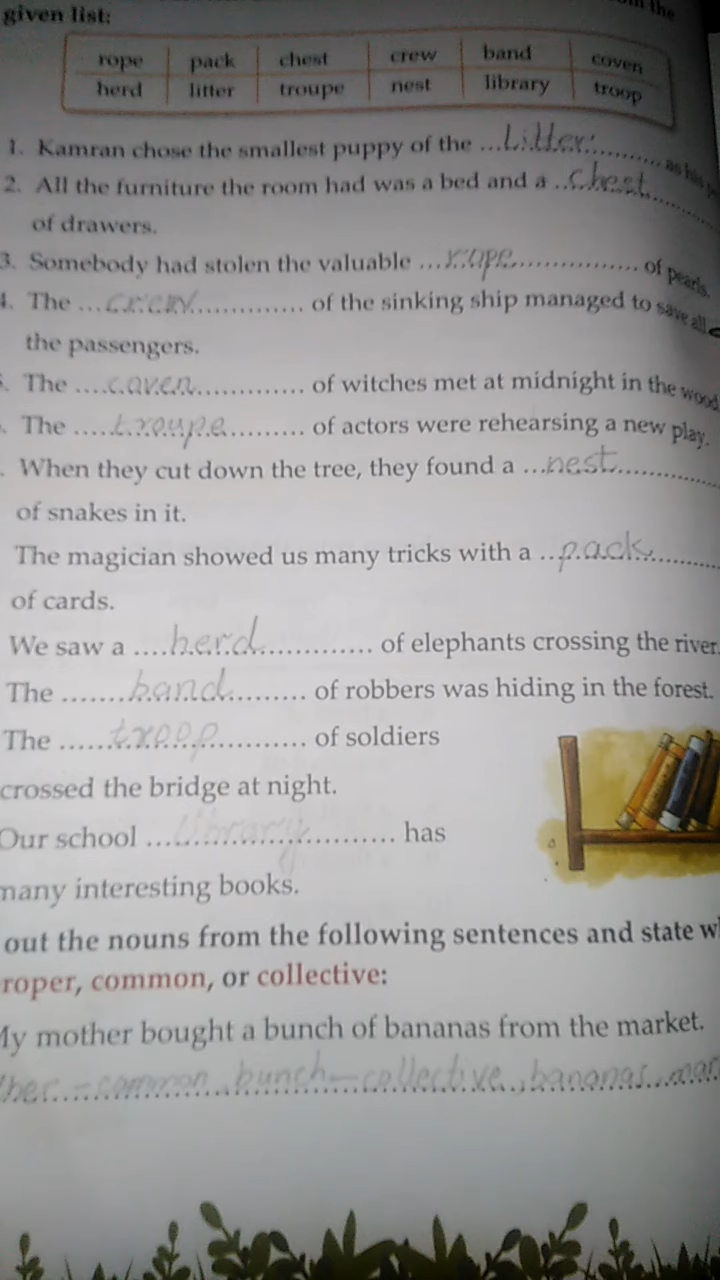 the
given list:
rope pack chest crew band coven
herd litter troupe nest library troop
1. Kamran chose the smallest puppy of the ...Litter... as his
2. All the furniture the room had was a bed and a ..Chest...
of drawers.
3. Somebody had stolen the valuable ...rope... of pearls.
4. The ...crew... of the sinking ship managed to save all
the passengers.
. The ....coven... of witches met at midnight in the wood
. The .....troupe... of actors were rehearsing a new play.
. When they cut down the tree, they found a ...nest...
of snakes in it.
The magician showed us many tricks with a ..pack...
of cards.
We saw a ....herd... of elephants crossing the river.
The .......band... of robbers was hiding in the forest.
The ......troop... of soldiers
crossed the bridge at night.
Our school ...library... has
many interesting books.
out the nouns from the following sentences and state w
roper, common, or collective:
My mother bought a bunch of bananas from the market.
ther - common, bunch - collective, bananas, mar